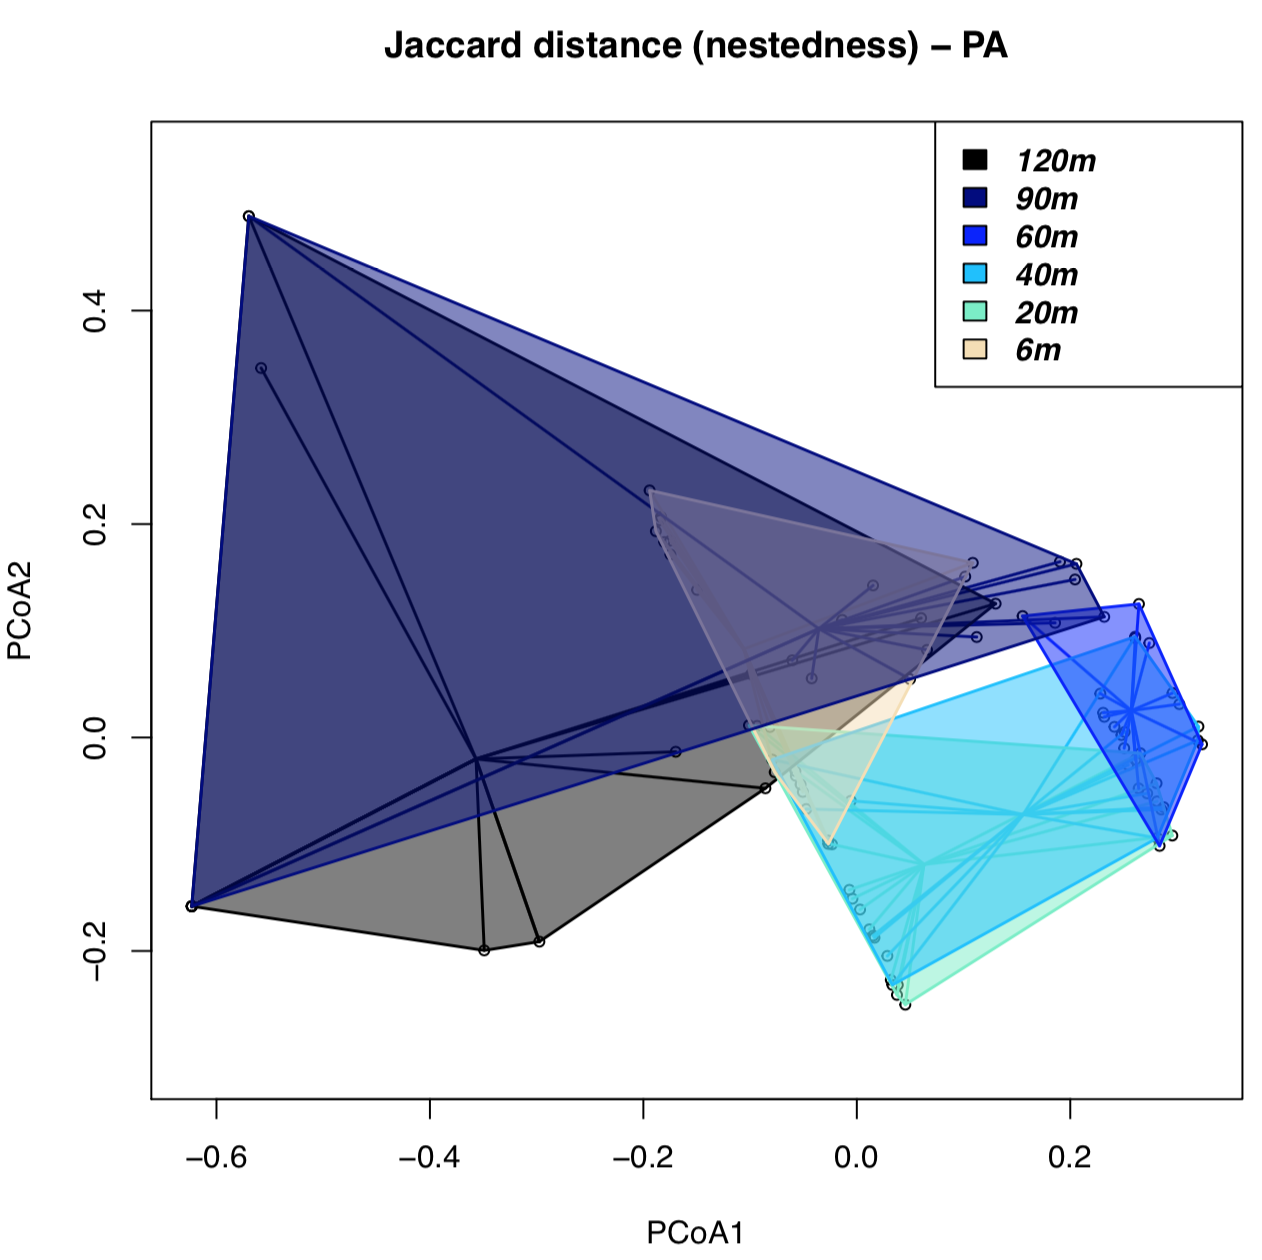 Jaccard distance (nestedness) – PA
120m
90m
60m
40m
20m
6m
PCoA2
0.4
0.2
0.0
−0.2
−0.6
−0.4
−0.2
0.0
0.2
PCoA1